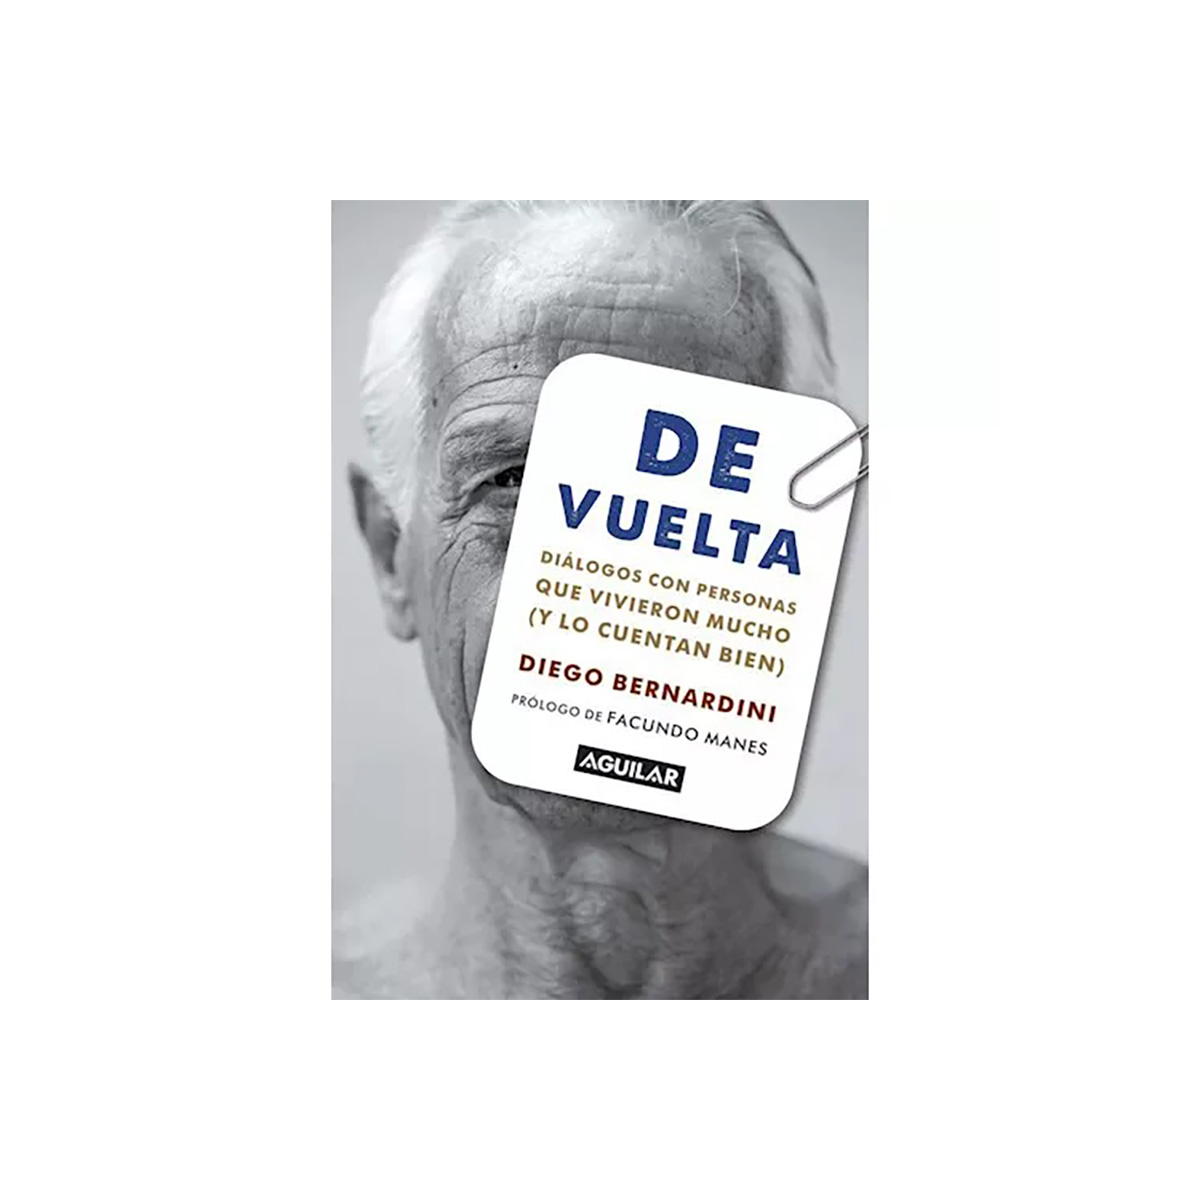 DE
VUELTA
DIÁLOGOS CON PERSONAS
QUE VIVIERON MUCHO
(Y LO CUENTAN BIEN)
DIEGO BERNARDINI
PRÓLOGO DE FACUNDO MANES
AGUILAR